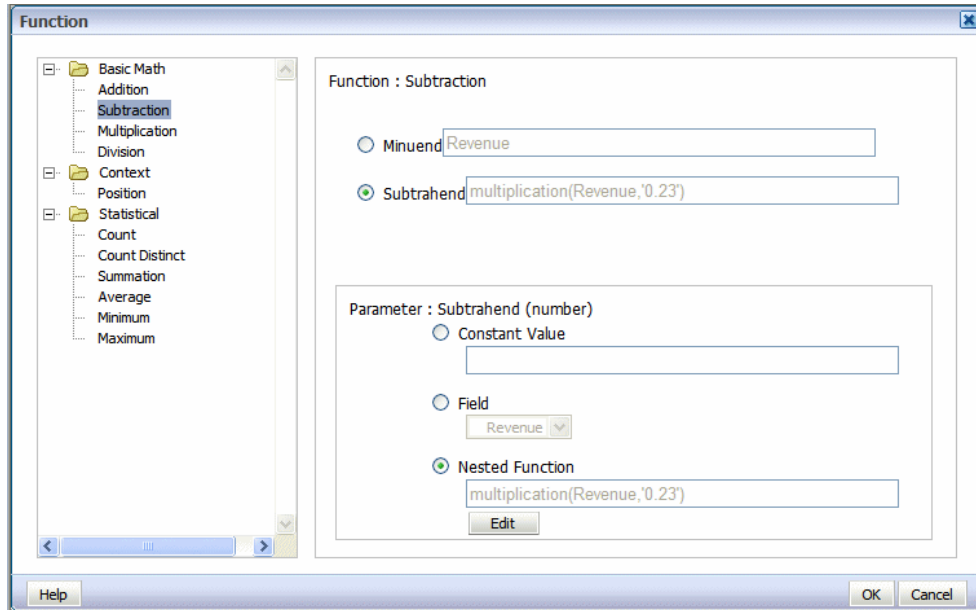 Function
Basic Math
Addition
Subtraction
Multiplication
Division
Context
Position
Statistical
Count
Count Distinct
Summation
Average
Minimum
Maximum
Function : Subtraction
Minuend Revenue
Subtrahend multiplication(Revenue,'0.23')
Parameter : Subtrahend (number)
Constant Value
Field
Revenue
Nested Function
multiplication(Revenue,'0.23')
Edit
Help
OK
Cancel